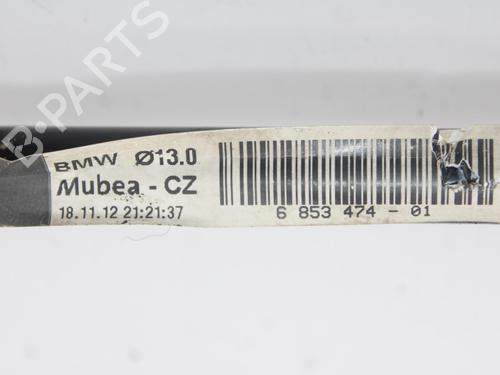 BMW Ø13.0
Mubea - CZ
18.11.12 21:21:37
6 853 474 - 01
B-PARTS